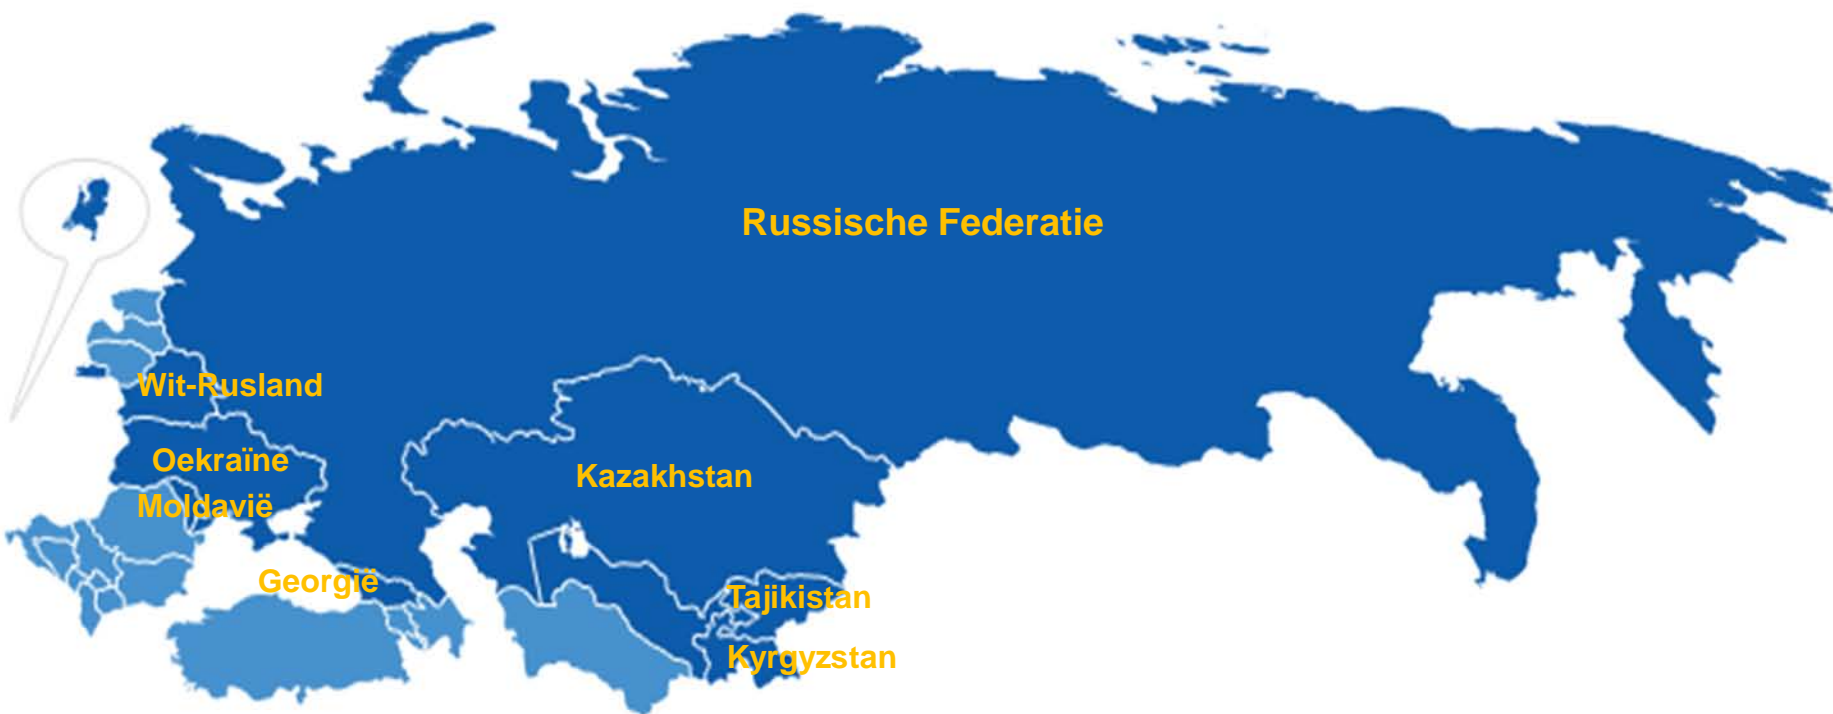 Russische Federatie
Wit-Rusland
Oekraïne
Kazakhstan
Moldavië
Georgië
Tajikistan
Kyrgyzstan